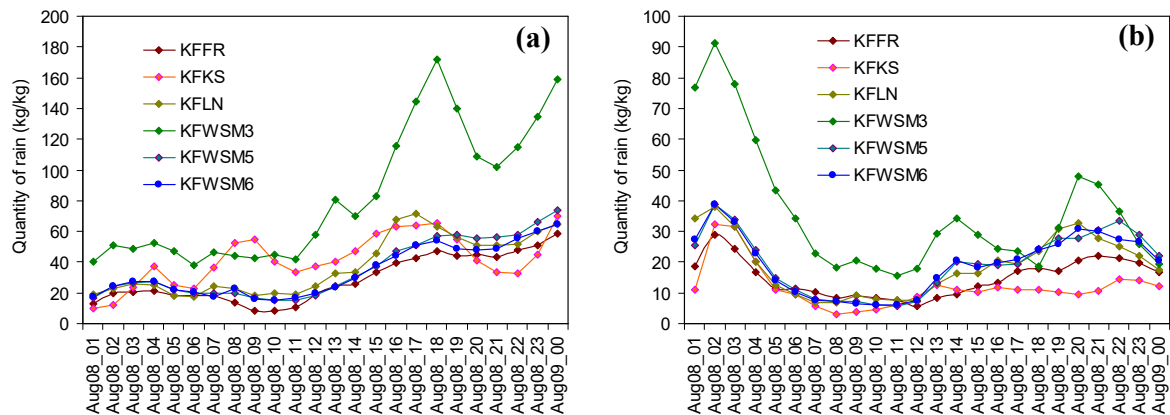 (a)
Quantity of rain (kg/kg)
200
180
160
140
120
100
80
60
40
20
0
KFFR
KFKS
KFLN
KFWSM3
KFWSM5
KFWSM6
Aug08_01
Aug08_02
Aug08_03
Aug08_04
Aug08_05
Aug08_06
Aug08_07
Aug08_08
Aug08_09
Aug08_10
Aug08_11
Aug08_12
Aug08_13
Aug08_14
Aug08_15
Aug08_16
Aug08_17
Aug08_18
Aug08_19
Aug08_20
Aug08_21
Aug08_22
Aug08_23
Aug09_00
(b)
Quantity of rain (kg/kg)
100
90
80
70
60
50
40
30
20
10
0
KFFR
KFKS
KFLN
KFWSM3
KFWSM5
KFWSM6
Aug08_01
Aug08_02
Aug08_03
Aug08_04
Aug08_05
Aug08_06
Aug08_07
Aug08_08
Aug08_09
Aug08_10
Aug08_11
Aug08_12
Aug08_13
Aug08_14
Aug08_15
Aug08_16
Aug08_17
Aug08_18
Aug08_19
Aug08_20
Aug08_21
Aug08_22
Aug08_23
Aug09_00